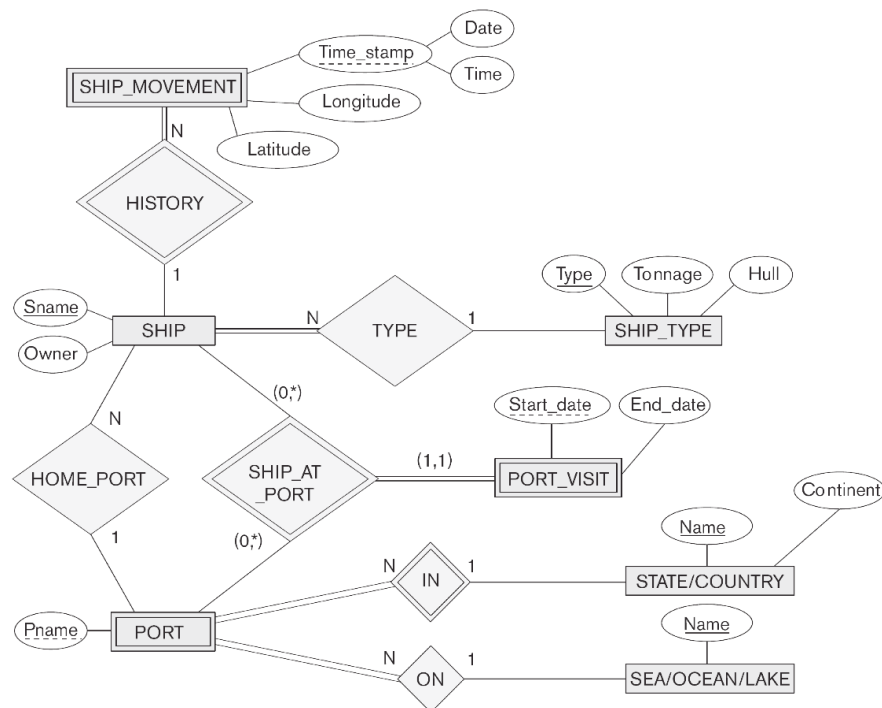 Date
Time_stamp
Time
SHIP_MOVEMENT
Longitude
N
Latitude
HISTORY
1
Type
Tonnage
Hull
Sname
SHIP
N
TYPE
1
SHIP_TYPE
Owner
(0,*)
Start_date
End_date
N
(1,1)
HOME_PORT
SHIP_AT
_PORT
PORT_VISIT
Continent
1
(0,*)
Name
N
IN
1
STATE/COUNTRY
Pname
PORT
Name
N
ON
1
SEA/OCEAN/LAKE